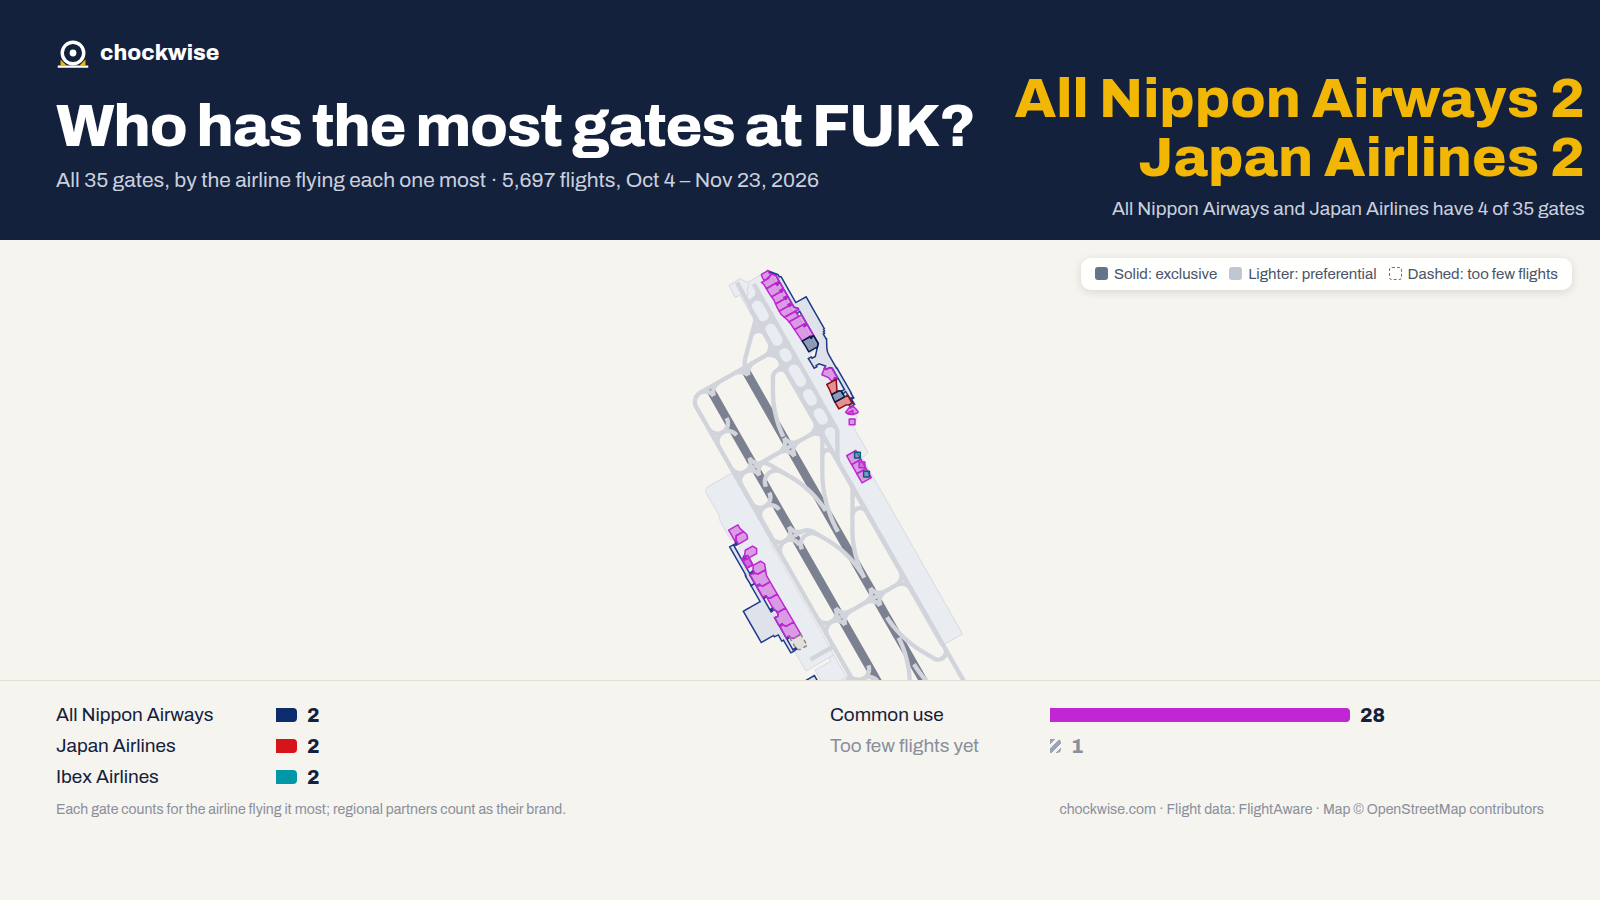 chockwise
Who has the most gates at FUK?
All 35 gates, by the airline flying each one most · 5,697 flights, Oct 4 – Nov 23, 2026
All Nippon Airways 2
Japan Airlines 2
All Nippon Airways and Japan Airlines have 4 of 35 gates
Solid: exclusive Lighter: preferential Dashed: too few flights
All Nippon Airways 2
Japan Airlines 2
Ibex Airlines 2
Common use 28
Too few flights yet 1
Each gate counts for the airline flying it most; regional partners count as their brand.
chockwise.com · Flight data: FlightAware · Map © OpenStreetMap contributors